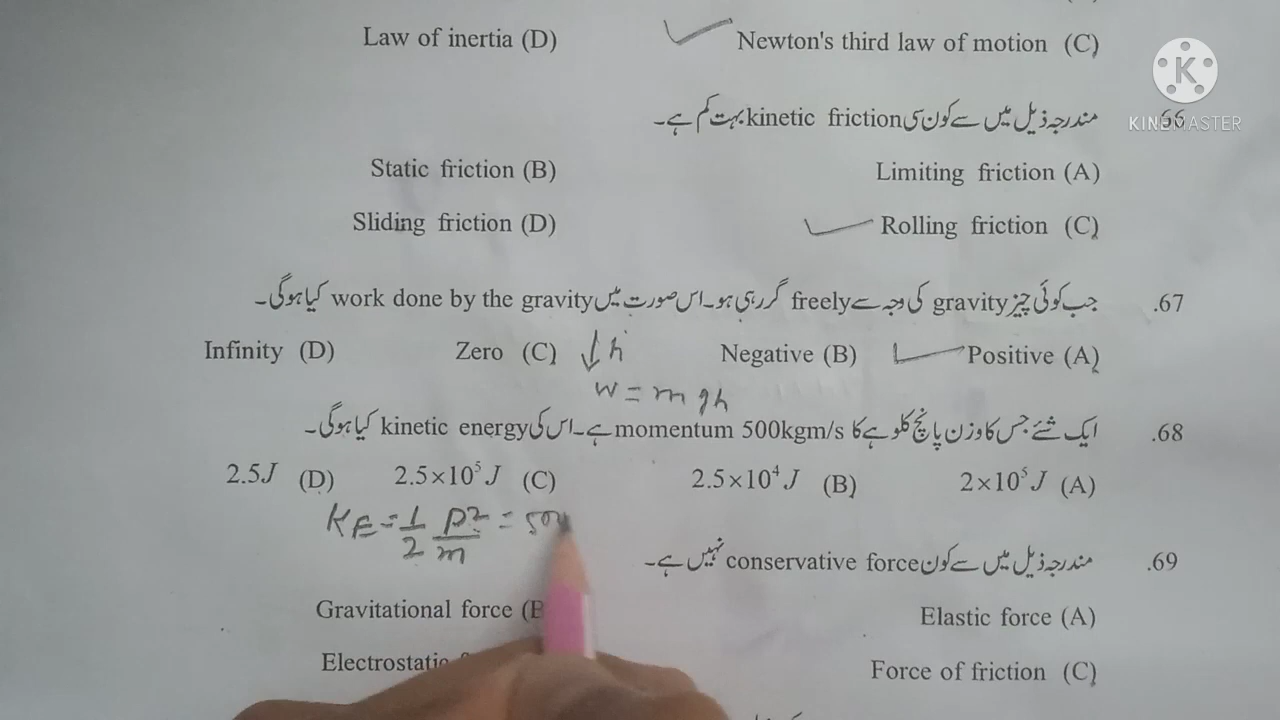 (C) Newton's third law of motion (D) Law of inertia
K
KINEMASTER
66. مندرجہ ذیل میں سے کون سی kinetic friction بہت کم ہے۔
(A) Limiting friction (B) Static friction
(C) Rolling friction (D) Sliding friction
67. جب کوئی چیز gravity کی وجہ سے freely گر رہی ہو۔ اس صورت میں work done by the gravity کیا ہوگی۔
(A) Positive (B) Negative (C) Zero (D) Infinity
h
W = mgh
68. ایک شئے جس کا وزن پانچ کلو ہے کا momentum 500kgm/s ہے۔ اس کی kinetic energy کیا ہوگی۔
(A) 2×10⁵ J (B) 2.5×10⁴ J (C) 2.5×10⁵ J (D) 2.5J
KE = 1/2 P²/m =
69. مندرجہ ذیل میں سے کون conservative force نہیں ہے۔
(A) Elastic force (B Gravitational force
(C) Force of friction Electrostatic